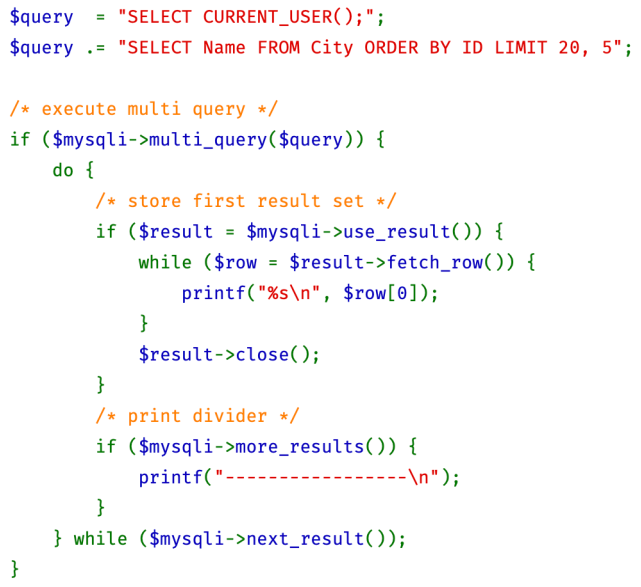 $query  = "SELECT CURRENT_USER();";
$query .= "SELECT Name FROM City ORDER BY ID LIMIT 20, 5";

/* execute multi query */
if ($mysqli->multi_query($query)) {
    do {
        /* store first result set */
        if ($result = $mysqli->use_result()) {
            while ($row = $result->fetch_row()) {
                printf("%s\n", $row[0]);
            }
            $result->close();
        }
        /* print divider */
        if ($mysqli->more_results()) {
            printf("-----------------\n");
        }
    } while ($mysqli->next_result());
}